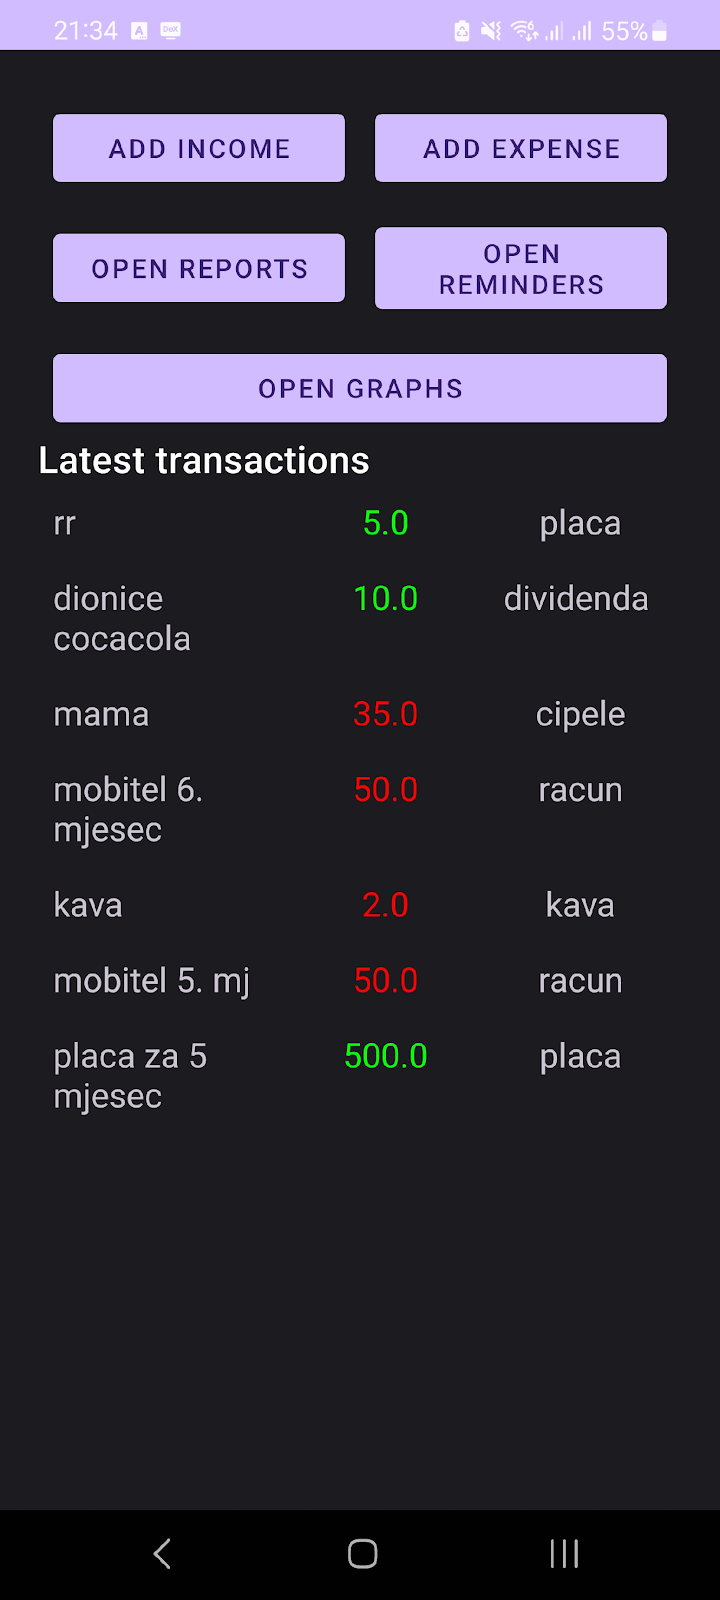 21:34 A DeX 55%
ADD INCOME ADD EXPENSE
OPEN REPORTS OPEN
REMINDERS
OPEN GRAPHS
Latest transactions
rr 5.0 placa
dionice 10.0 dividenda
cocacola
mama 35.0 cipele
mobitel 6. 50.0 racun
mjesec
kava 2.0 kava
mobitel 5. mj 50.0 racun
placa za 5 500.0 placa
mjesec